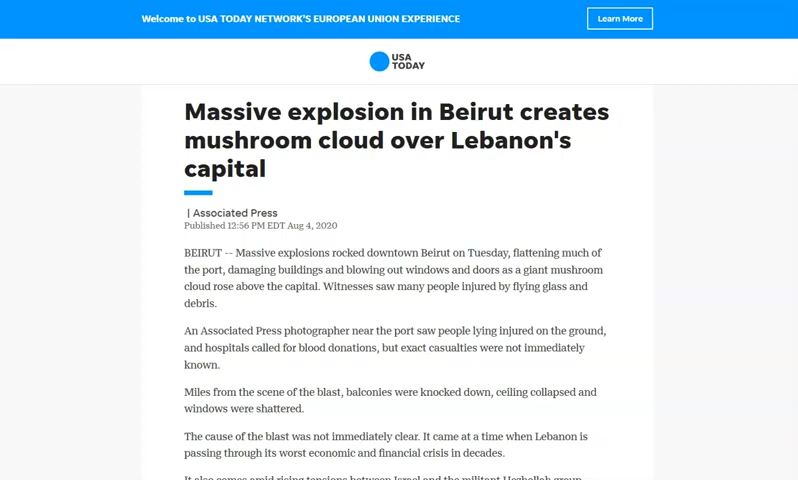 Welcome to USA TODAY NETWORK'S EUROPEAN UNION EXPERIENCE
Learn More
USA
TODAY
Massive explosion in Beirut creates
mushroom cloud over Lebanon's
capital
| Associated Press
Published 12:56 PM EDT Aug 4, 2020
BEIRUT -- Massive explosions rocked downtown Beirut on Tuesday, flattening much of
the port, damaging buildings and blowing out windows and doors as a giant mushroom
cloud rose above the capital. Witnesses saw many people injured by flying glass and
debris.
An Associated Press photographer near the port saw people lying injured on the ground,
and hospitals called for blood donations, but exact casualties were not immediately
known.
Miles from the scene of the blast, balconies were knocked down, ceiling collapsed and
windows were shattered.
The cause of the blast was not immediately clear. It came at a time when Lebanon is
passing through its worst economic and financial crisis in decades.
It also comes amid rising tensions between Israel and the militant Hezbollah group